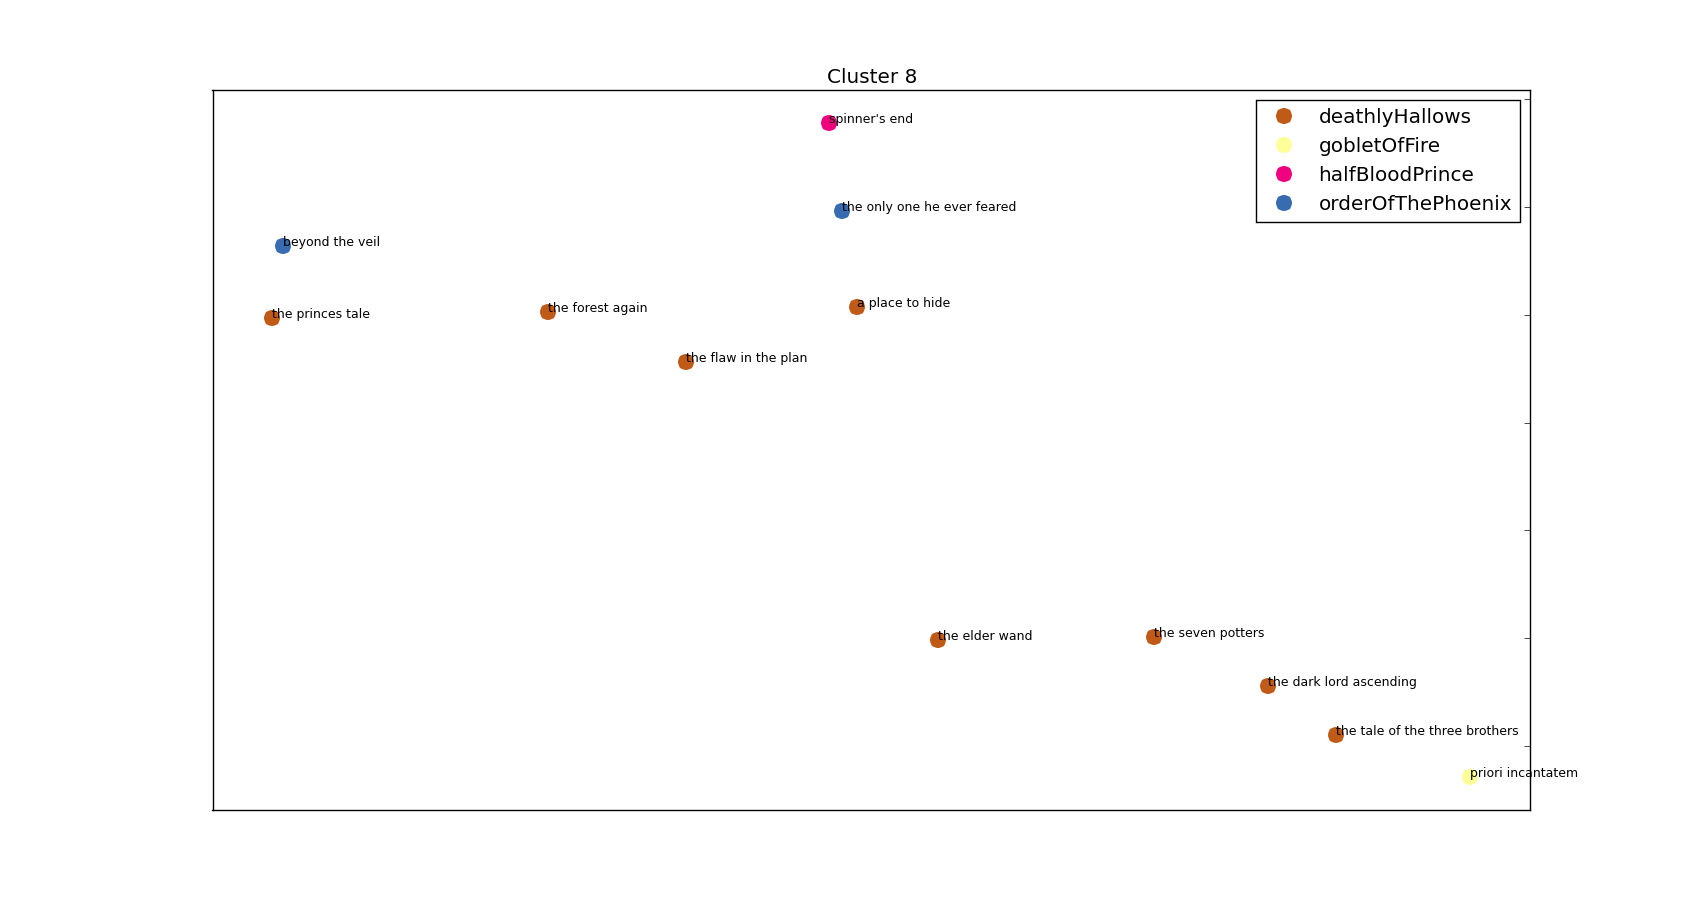 Cluster 8
deathlyHallows
gobletOfFire
halfBloodPrince
orderOfThePhoenix
spinner's end
the only one he ever feared
beyond the veil
a place to hide
the forest again
the princes tale
the flaw in the plan
the seven potters
the elder wand
the dark lord ascending
the tale of the three brothers
priori incantatem